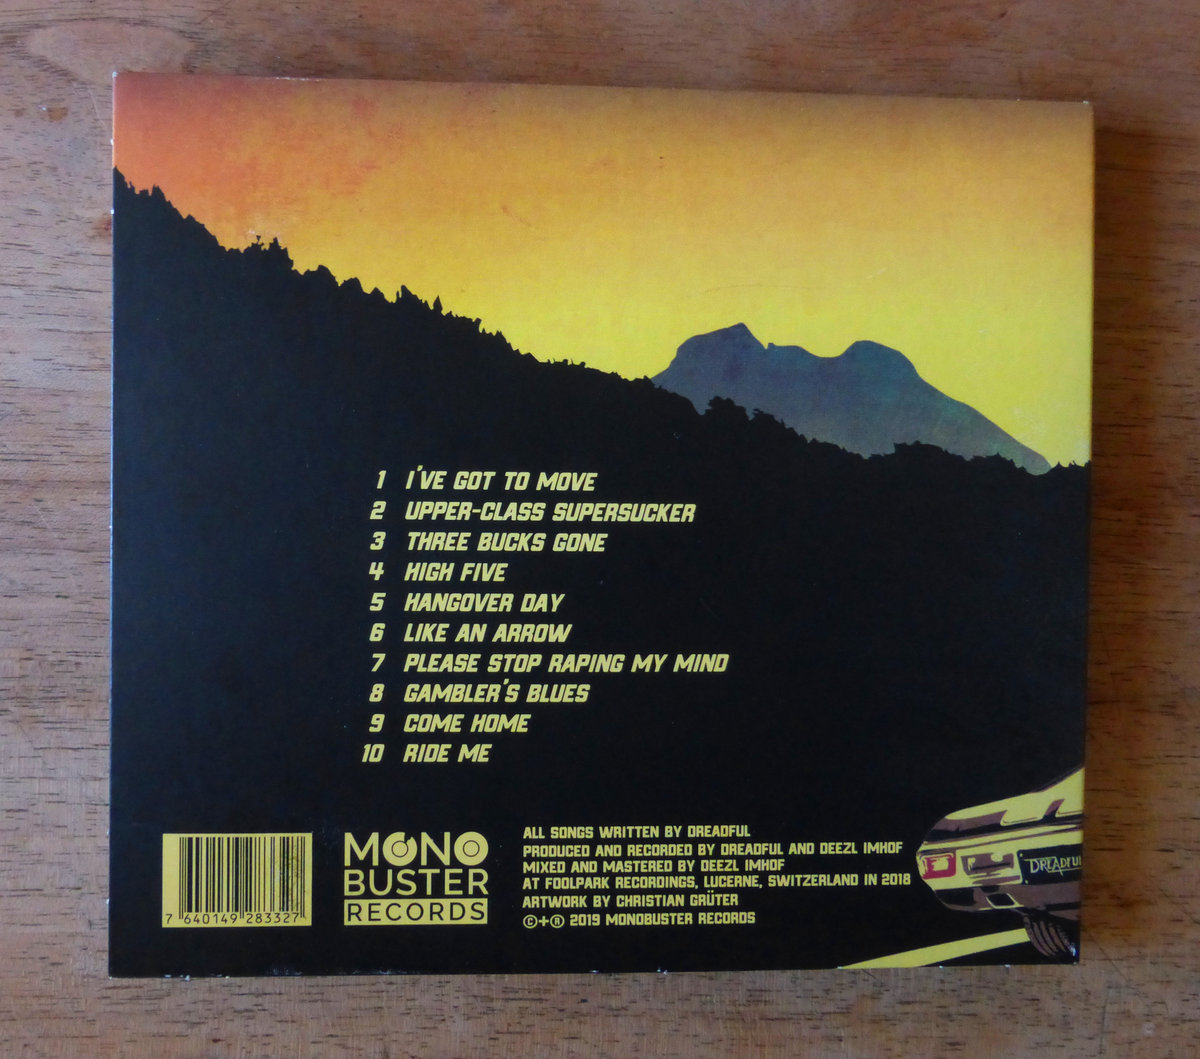 1 I'VE GOT TO MOVE
2 UPPER-CLASS SUPERSUCKER
3 THREE BUCKS GONE
4 HIGH FIVE
5 HANGOVER DAY
6 LIKE AN ARROW
7 PLEASE STOP RAPING MY MIND
8 GAMBLER'S BLUES
9 COME HOME
10 RIDE ME
7 640149 283327
MONO
BUSTER
RECORDS
ALL SONGS WRITTEN BY DREADFUL
PRODUCED AND RECORDED BY DREADFUL AND DEEZL IMHOF
MIXED AND MASTERED BY DEEZL IMHOF
AT FOOLPARK RECORDINGS, LUCERNE, SWITZERLAND IN 2018
ARTWORK BY CHRISTIAN GRÜTER
©+® 2019 MONOBUSTER RECORDS
DREADFUL